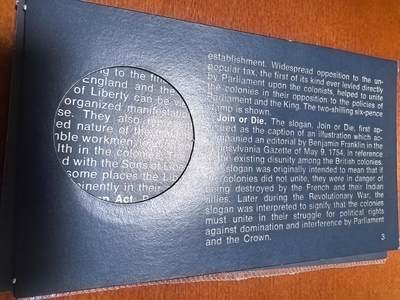 ng to the
England and the
of Liberty can be
organized manifestatio
se. They also
ed nature of the
ble workmen
lth in the colon
d with the Sons of Lib
some places the Li
inently in their
on Act.
establishment. Widespread opposition to the un-
popular tax, the first of its kind ever levied directly
by Parliament upon the colonists, helped to unite
the colonies in their opposition to the policies of
Parliament and the King. The two-shilling six-pence
stamp is shown.
Join or Die. The slogan, Join or Die, first ap-
peared as the caption of an illustration which ac-
companied an editorial by Benjamin Franklin in the
Pennsylvania Gazette of May 9, 1754, in reference
to the existing disunity among the British colonies.
The slogan was originally intended to mean that if
the colonies did not unite, they were in danger of
being destroyed by the French and their Indian
allies. Later during the Revolutionary War, the
slogan was interpreted to signify that the colonies
must unite in their struggle for political rights
against domination and interference by Parliament
and the Crown.
3